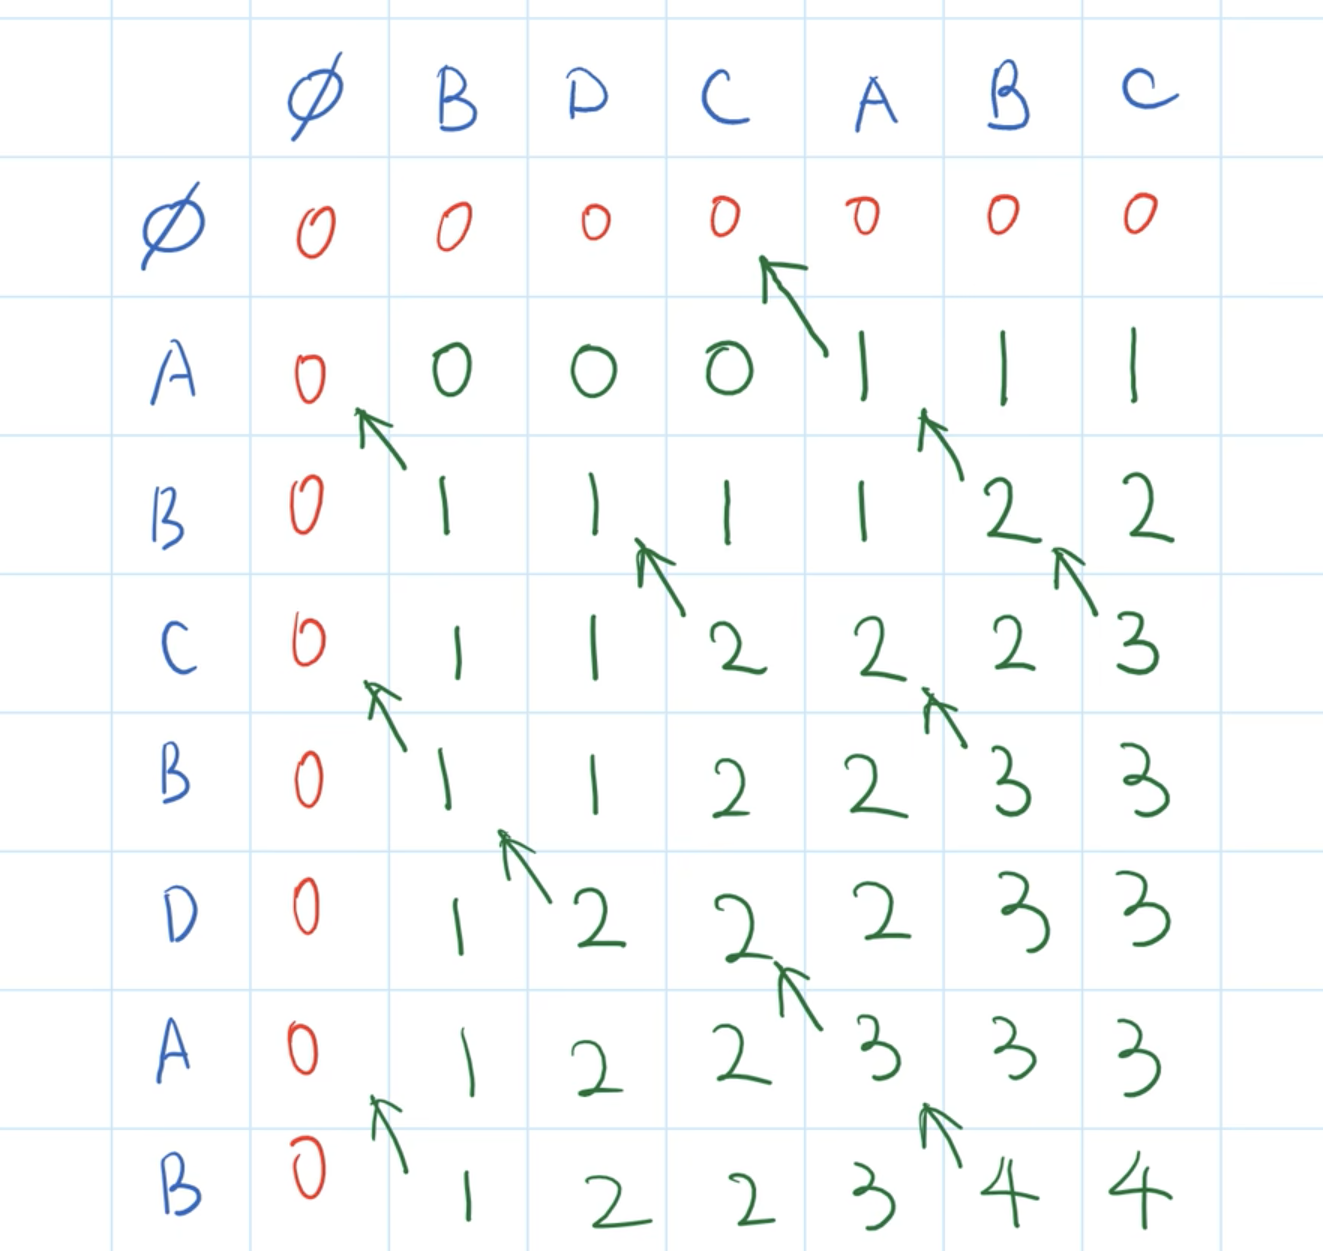 Ø B D C A B C
Ø 0 0 0 0 0 0 0
A 0 0 0 0 1 1 1
B 0 1 1 1 1 2 2
C 0 1 1 2 2 2 3
B 0 1 1 2 2 3 3
D 0 1 2 2 2 3 3
A 0 1 2 2 3 3 3
B 0 1 2 2 3 4 4